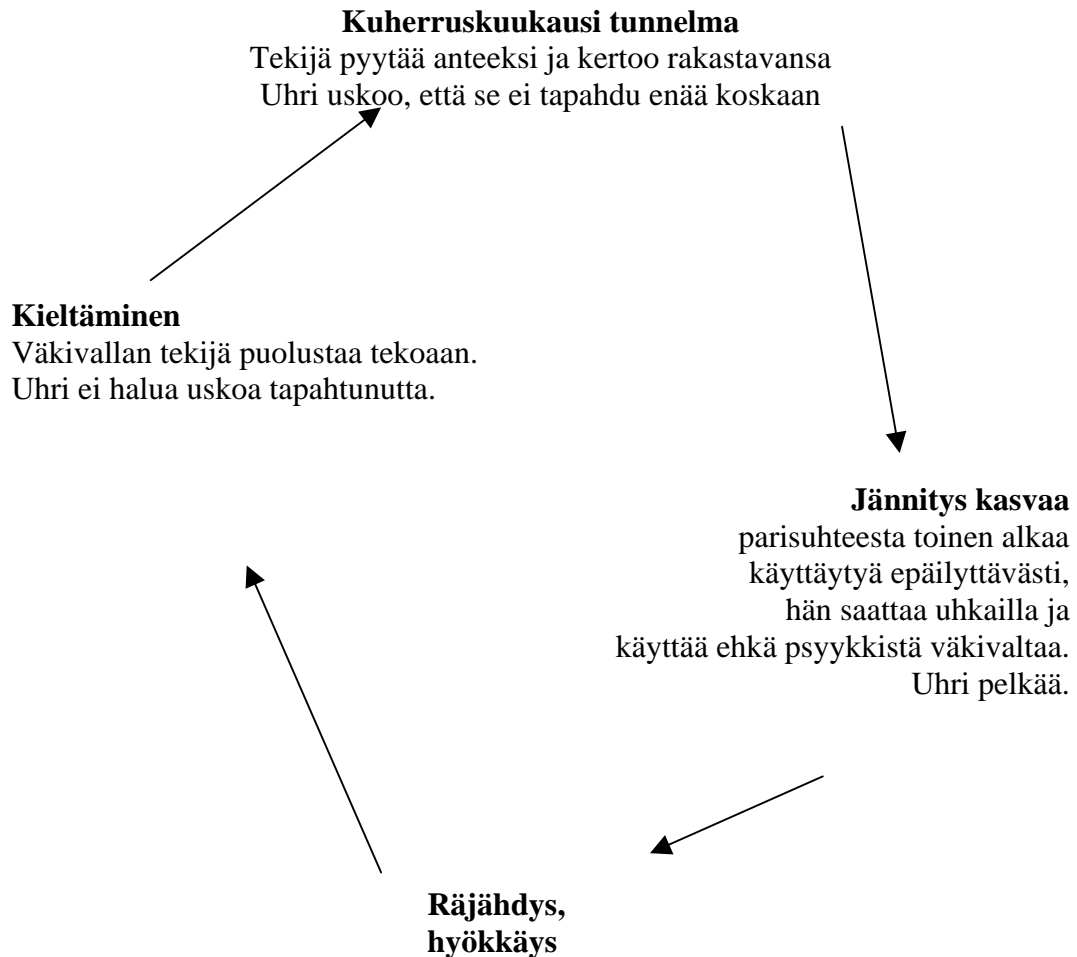 Kuherruskuukausi tunnelma
Tekijä pyytää anteeksi ja kertoo rakastavansa
Uhri uskoo, että se ei tapahdu enää koskaan
Kieltäminen
Väkivallan tekijä puolustaa tekoaan.
Uhri ei halua uskoa tapahtunutta.
Jännitys kasvaa
parisuhteesta toinen alkaa
käyttäytyä epäilyttävästi,
hän saattaa uhkailla ja
käyttää ehkä psyykkistä väkivaltaa.
Uhri pelkää.
Räjähdys,
hyökkäys